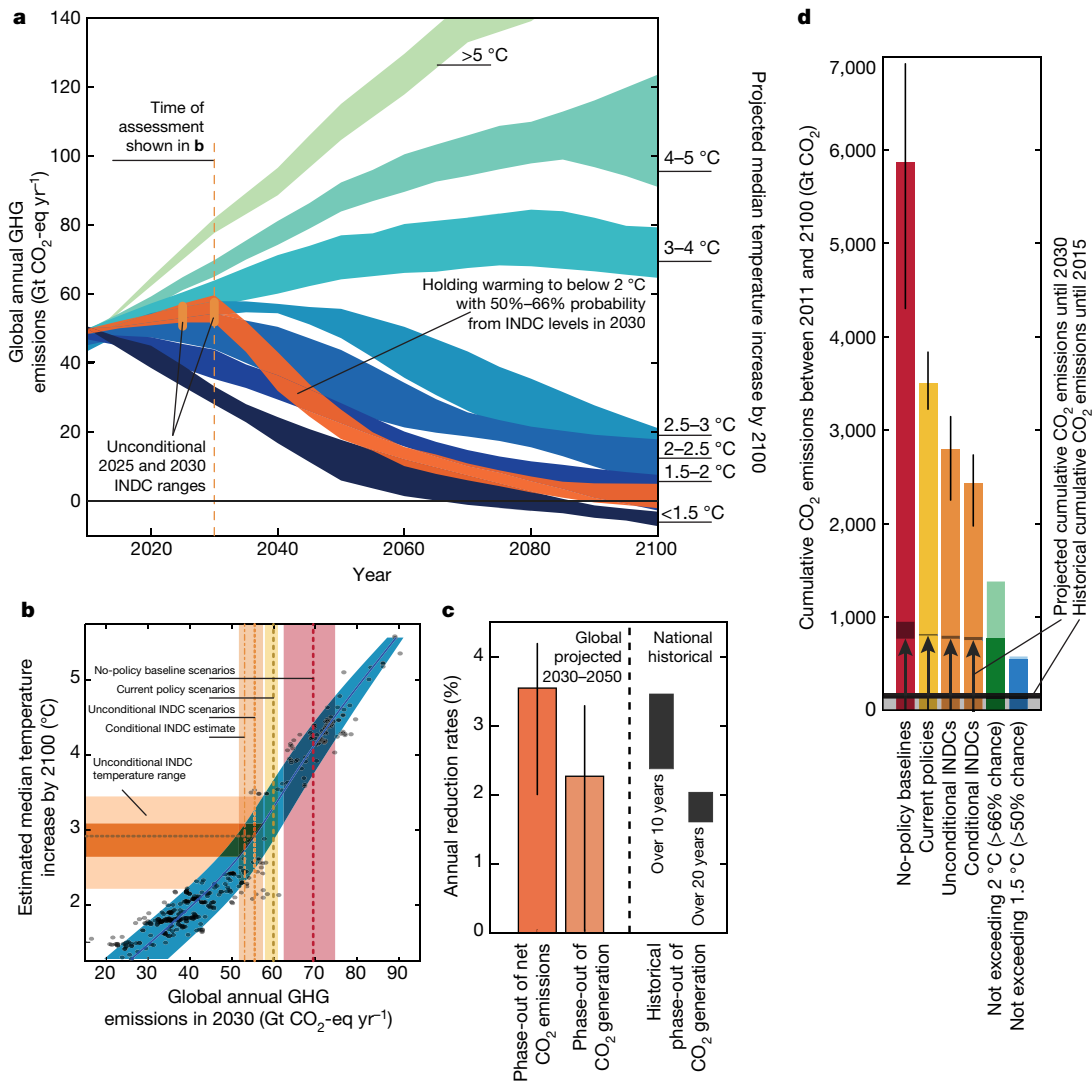 a
140
120
100
80
60
40
20
0
Global annual GHG
emissions (Gt CO₂-eq yr⁻¹)
Time of
assessment
shown in b
>5 °C
Holding warming to below 2 °C
with 50%–66% probability
from INDC levels in 2030
Unconditional
2025 and 2030
INDC ranges
4–5 °C
3–4 °C
2.5–3 °C
2–2.5 °C
1.5–2 °C
<1.5 °C
Projected median temperature increase by 2100
2020
2040
2060
2080
2100
Year
b
Estimated median temperature
increase by 2100 (°C)
5
4
3
2
No-policy baseline scenarios
Current policy scenarios
Unconditional INDC scenarios
Conditional INDC estimate
Unconditional INDC
temperature range
20 30 40 50 60 70 80 90
Global annual GHG
emissions in 2030 (Gt CO₂-eq yr⁻¹)
c
Annual reduction rates (%)
4
3
2
1
0
Global
projected
2030–2050
National
historical
Over 10 years
Over 20 years
Phase-out of net
CO₂ emissions
Phase-out of
CO₂ generation
Historical
phase-out of
CO₂ generation
d
Cumulative CO₂ emissions between 2011 and 2100 (Gt CO₂)
7,000
6,000
5,000
4,000
3,000
2,000
1,000
0
Projected cumulative CO₂ emissions until 2030
Historical cumulative CO₂ emissions until 2015
No-policy baselines
Current policies
Unconditional INDCs
Conditional INDCs
Not exceeding 2 °C (>66% chance)
Not exceeding 1.5 °C (>50% chance)